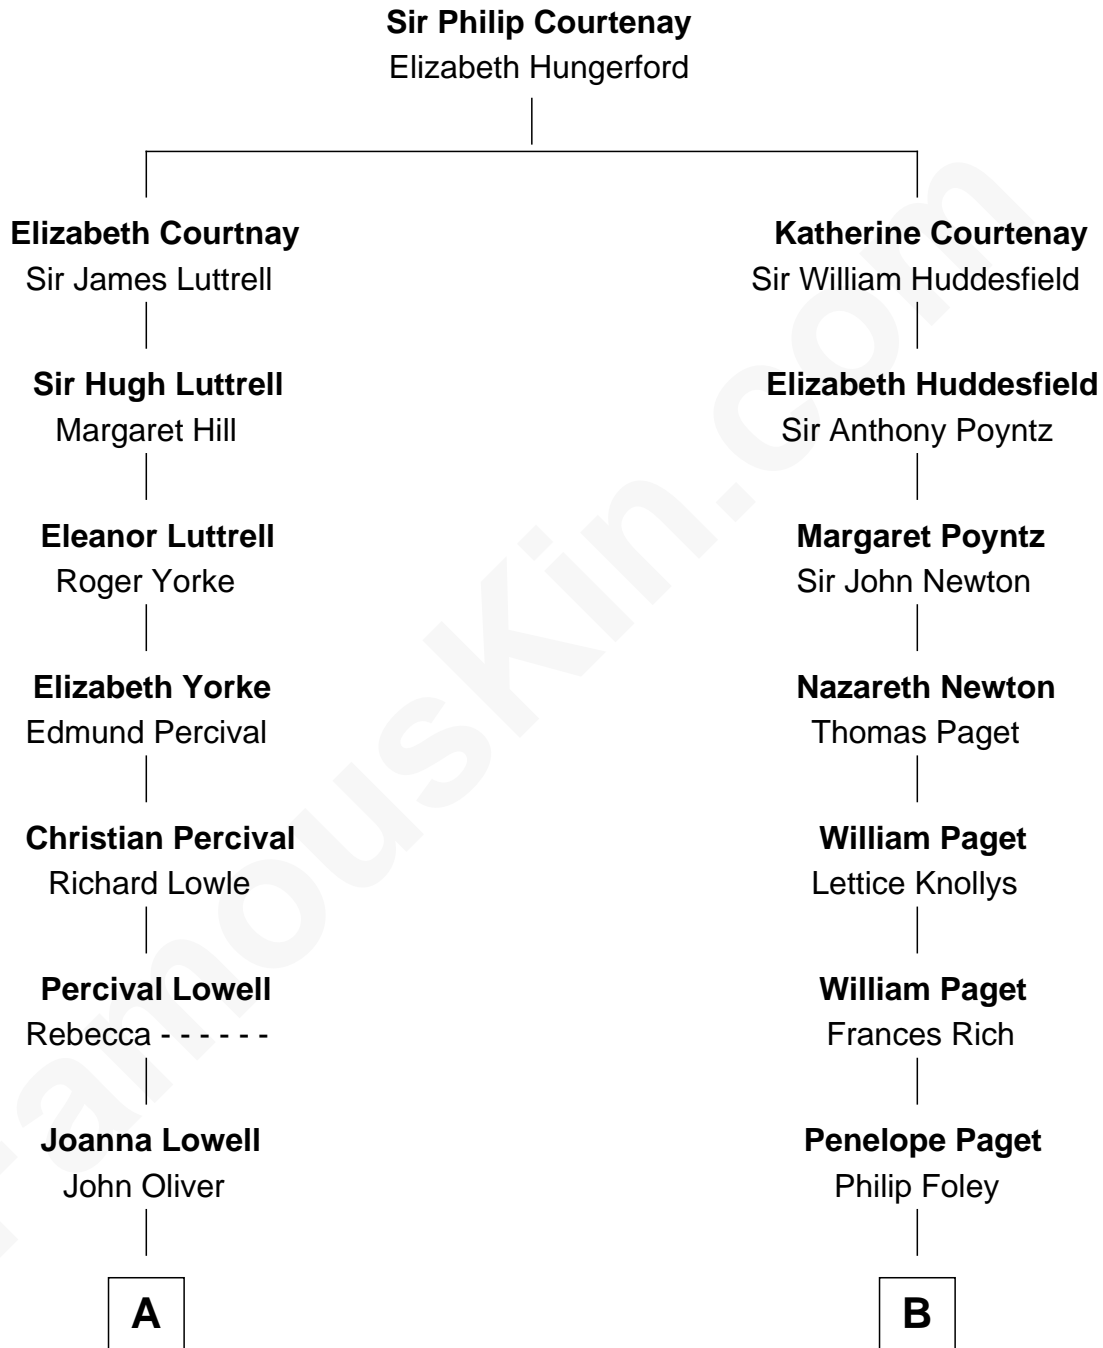 Sir Philip Courtenay
Elizabeth Hungerford
Elizabeth Courtnay
Sir James Luttrell
Katherine Courtenay
Sir William Huddesfield
Sir Hugh Luttrell
Margaret Hill
Elizabeth Huddesfield
Sir Anthony Poyntz
Eleanor Luttrell
Roger Yorke
Margaret Poyntz
Sir John Newton
Elizabeth Yorke
Edmund Percival
Nazareth Newton
Thomas Paget
Christian Percival
Richard Lowle
William Paget
Lettice Knollys
Percival Lowell
Rebecca - - - - - -
William Paget
Frances Rich
Joanna Lowell
John Oliver
Penelope Paget
Philip Foley
A
B
FamousKin.com